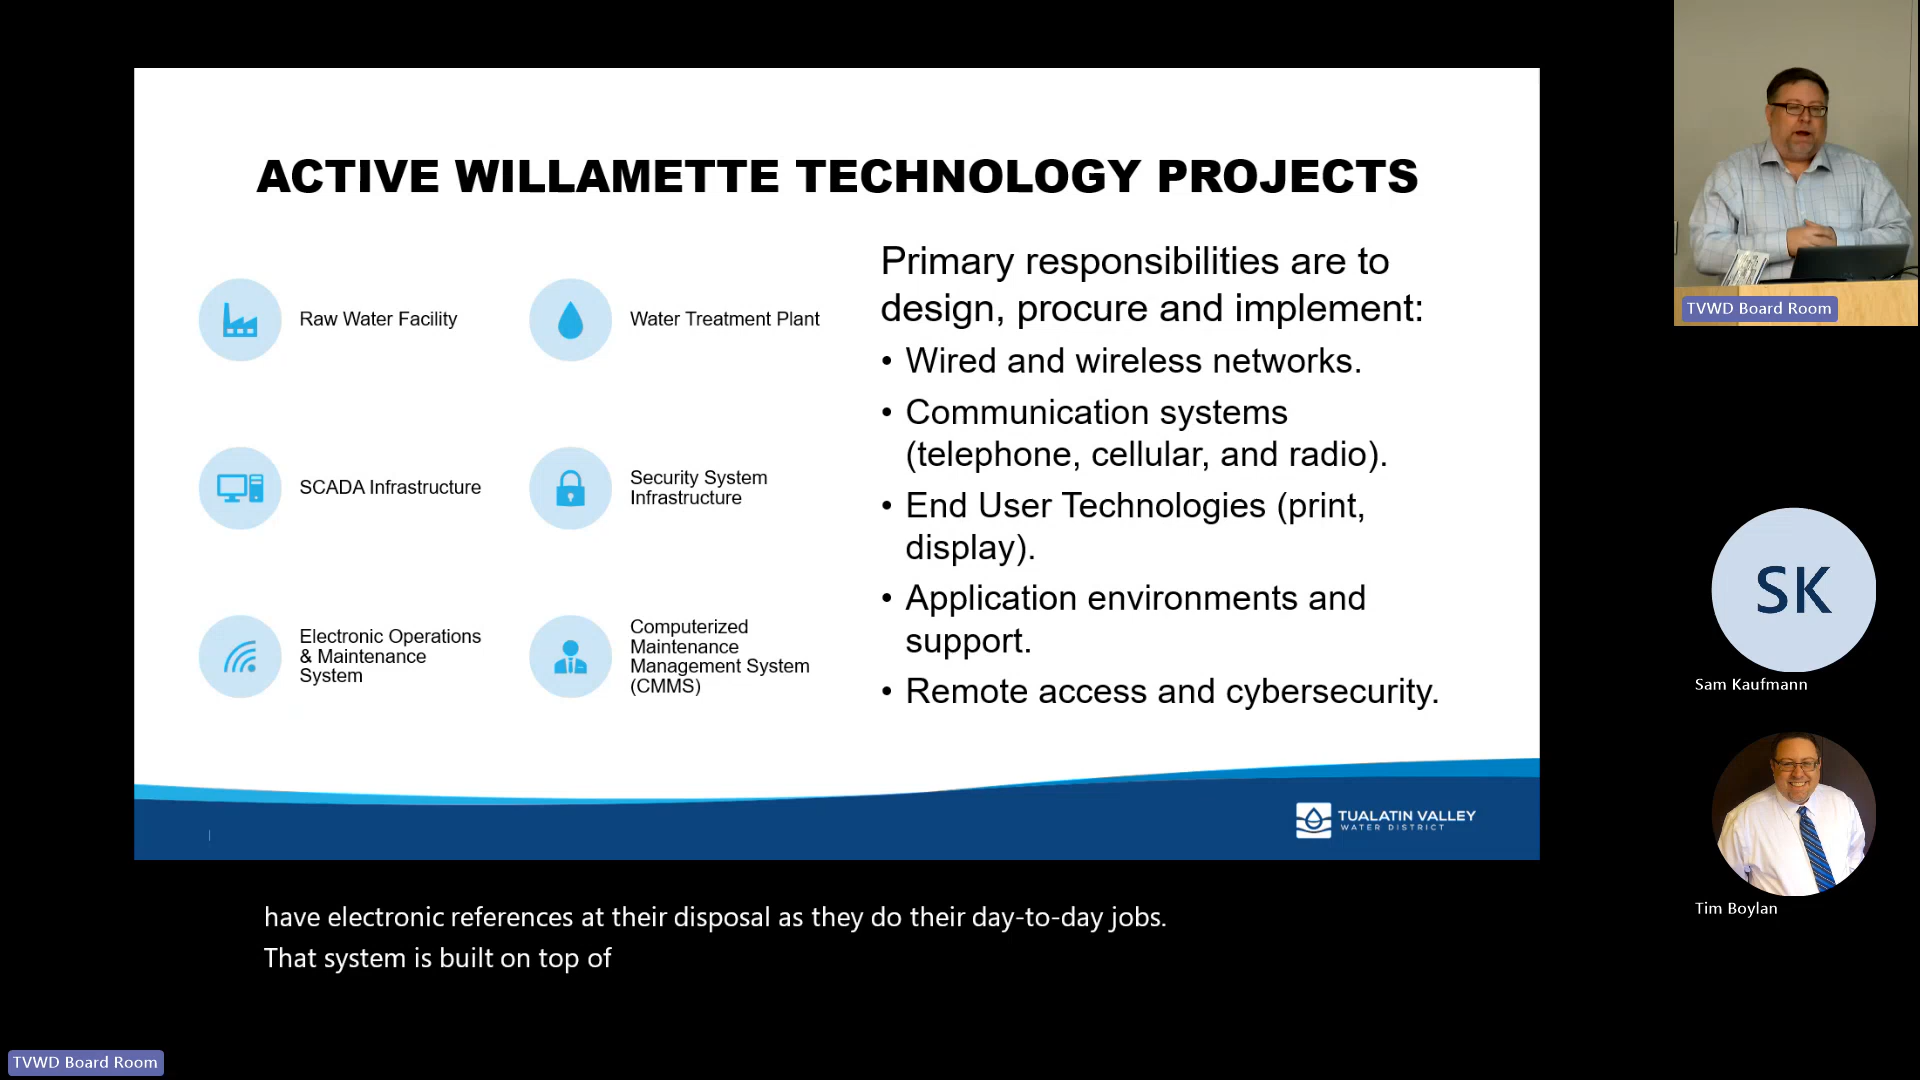 ACTIVE WILLAMETTE TECHNOLOGY PROJECTS
Raw Water Facility
Water Treatment Plant
SCADA Infrastructure
Security System
Infrastructure
Electronic Operations
& Maintenance
System
Computerized
Maintenance
Management System
(CMMS)
Primary responsibilities are to
design, procure and implement:
• Wired and wireless networks.
• Communication systems
(telephone, cellular, and radio).
• End User Technologies (print,
display).
• Application environments and
support.
• Remote access and cybersecurity.
TUALATIN VALLEY
WATER DISTRICT
TVWD Board Room
SK
Sam Kaufmann
Tim Boylan
have electronic references at their disposal as they do their day-to-day jobs.
That system is built on top of
TVWD Board Room